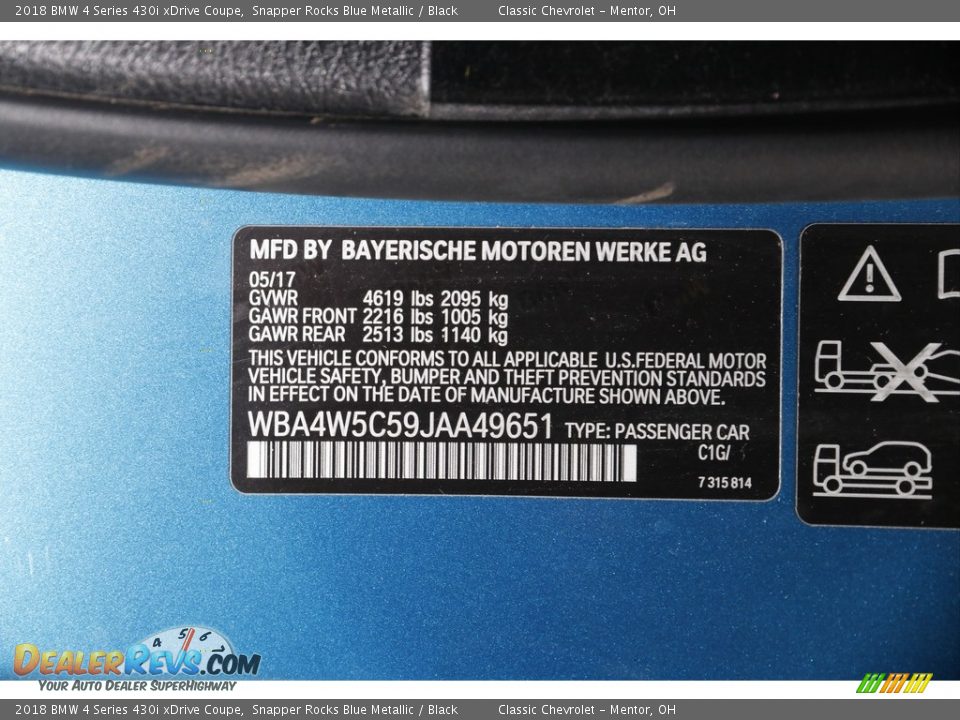 2018 BMW 4 Series 430i xDrive Coupe,  Snapper Rocks Blue Metallic / Black  Classic Chevrolet - Mentor, OH
MFD BY BAYERISCHE MOTOREN WERKE AG
05/17
GVWR 4619 lbs 2095 kg
GAWR FRONT 2216 lbs 1005 kg
GAWR REAR 2513 lbs 1140 kg
THIS VEHICLE CONFORMS TO ALL APPLICABLE U.S.FEDERAL MOTOR
VEHICLE SAFETY, BUMPER AND THEFT PREVENTION STANDARDS
IN EFFECT ON THE DATE OF MANUFACTURE SHOWN ABOVE.
WBA4W5C59JAA49651 TYPE: PASSENGER CAR
C1G/
7 315 814
4 5 6
DEALERREVS.COM
YOUR AUTO DEALER SUPERHIGHWAY
2018 BMW 4 Series 430i xDrive Coupe,  Snapper Rocks Blue Metallic / Black  Classic Chevrolet - Mentor, OH